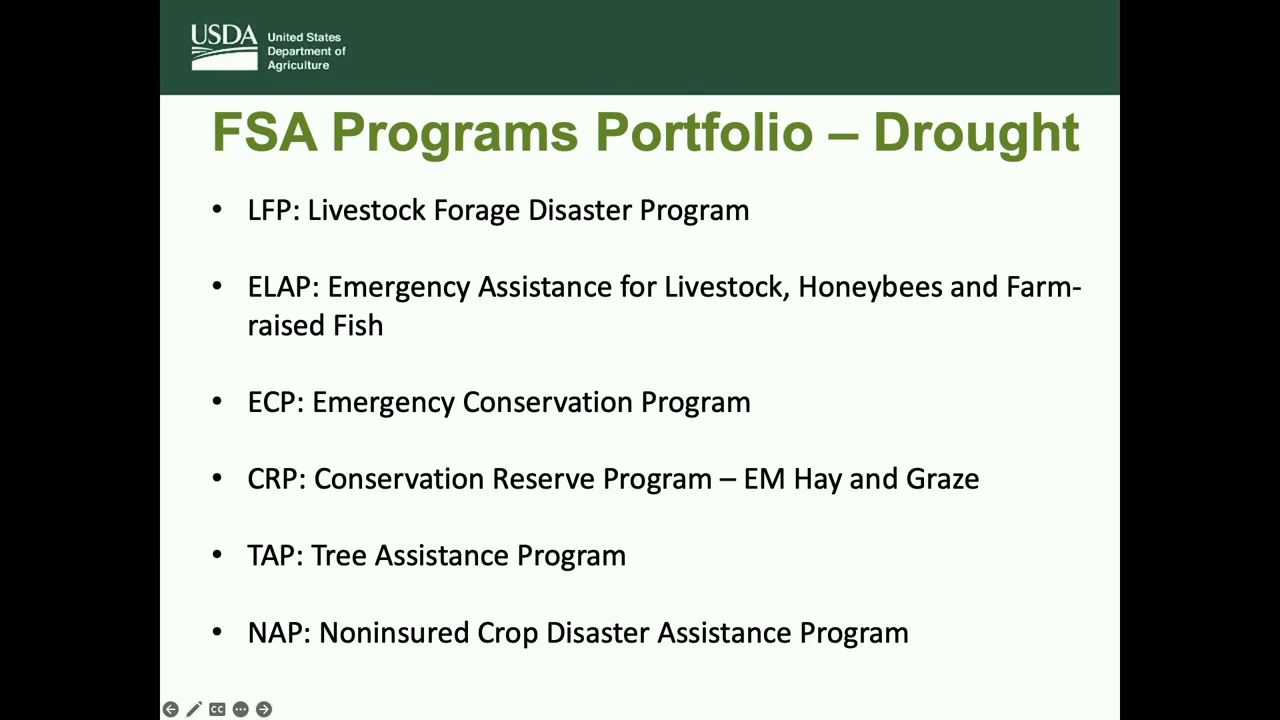 USDA
United States
Department of
Agriculture
FSA Programs Portfolio – Drought
• LFP: Livestock Forage Disaster Program
• ELAP: Emergency Assistance for Livestock, Honeybees and Farm-
raised Fish
• ECP: Emergency Conservation Program
• CRP: Conservation Reserve Program – EM Hay and Graze
• TAP: Tree Assistance Program
• NAP: Noninsured Crop Disaster Assistance Program
CC